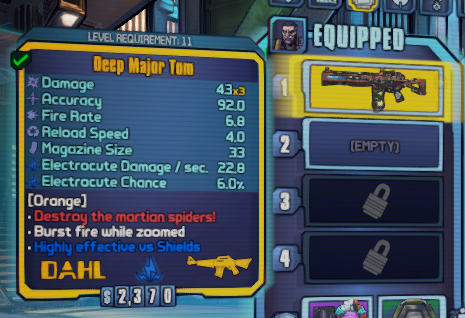 LEVEL REQUIREMENT: 11
Deep Major Tom
Damage 43x3
Accuracy 92.0
Fire Rate 6.8
Reload Speed 4.0
Magazine Size 33
Electrocute Damage / sec. 22.8
Electrocute Chance 6.0%
[Orange]
• Destroy the martian spiders!
• Burst fire while zoomed
• Highly effective vs Shields
DAHL
$2,370
EQUIPPED
1
2
[EMPTY]
3
4